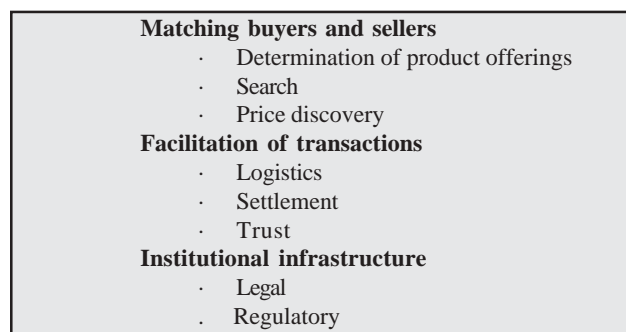 Matching buyers and sellers
· Determination of product offerings
· Search
· Price discovery
Facilitation of transactions
· Logistics
· Settlement
· Trust
Institutional infrastructure
· Legal
. Regulatory